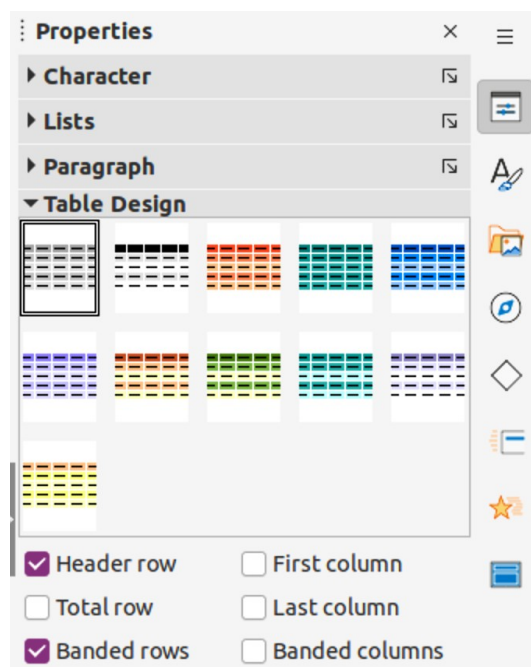 Properties
Character
Lists
Paragraph
Table Design
Header row
First column
Total row
Last column
Banded rows
Banded columns